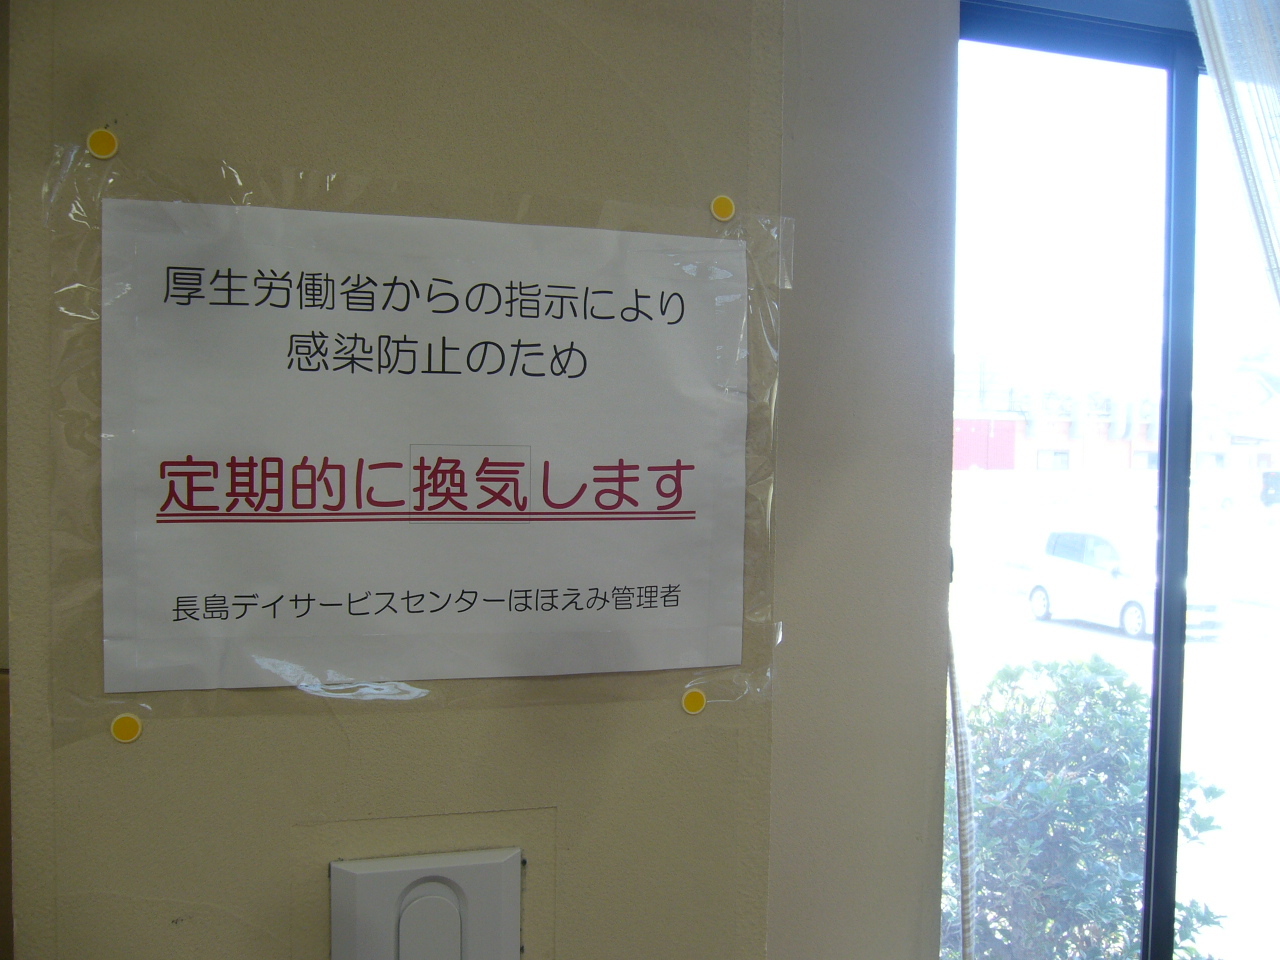 厚生労働省からの指示により
感染防止のため
定期的に換気します
長島デイサービスセンターほほえみ管理者